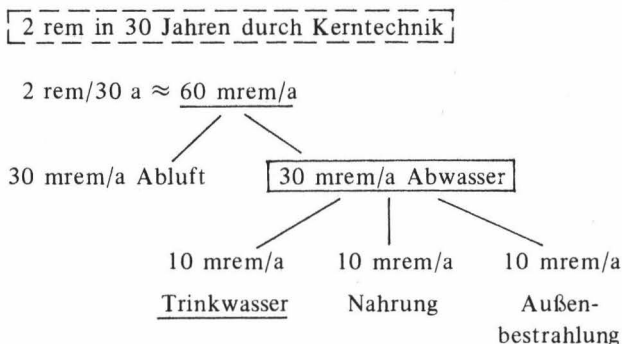 2 rem in 30 Jahren durch Kerntechnik
2 rem/30 a ≈ 60 mrem/a
30 mrem/a Abluft 30 mrem/a Abwasser
10 mrem/a 10 mrem/a 10 mrem/a
Trinkwasser Nahrung Außen-
bestrahlung